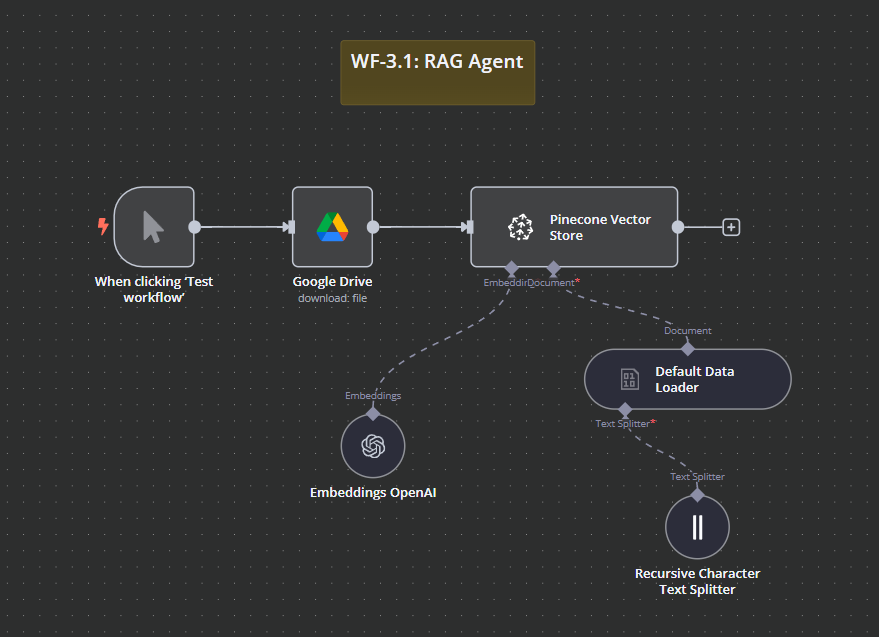 WF-3.1: RAG Agent
Pinecone Vector
Store
When clicking ‘Test
workflow’
Google Drive
download: file
Document*
Document
Default Data
Loader
Embeddings
Text Splitter*
Embeddings OpenAI
Text Splitter
Recursive Character
Text Splitter